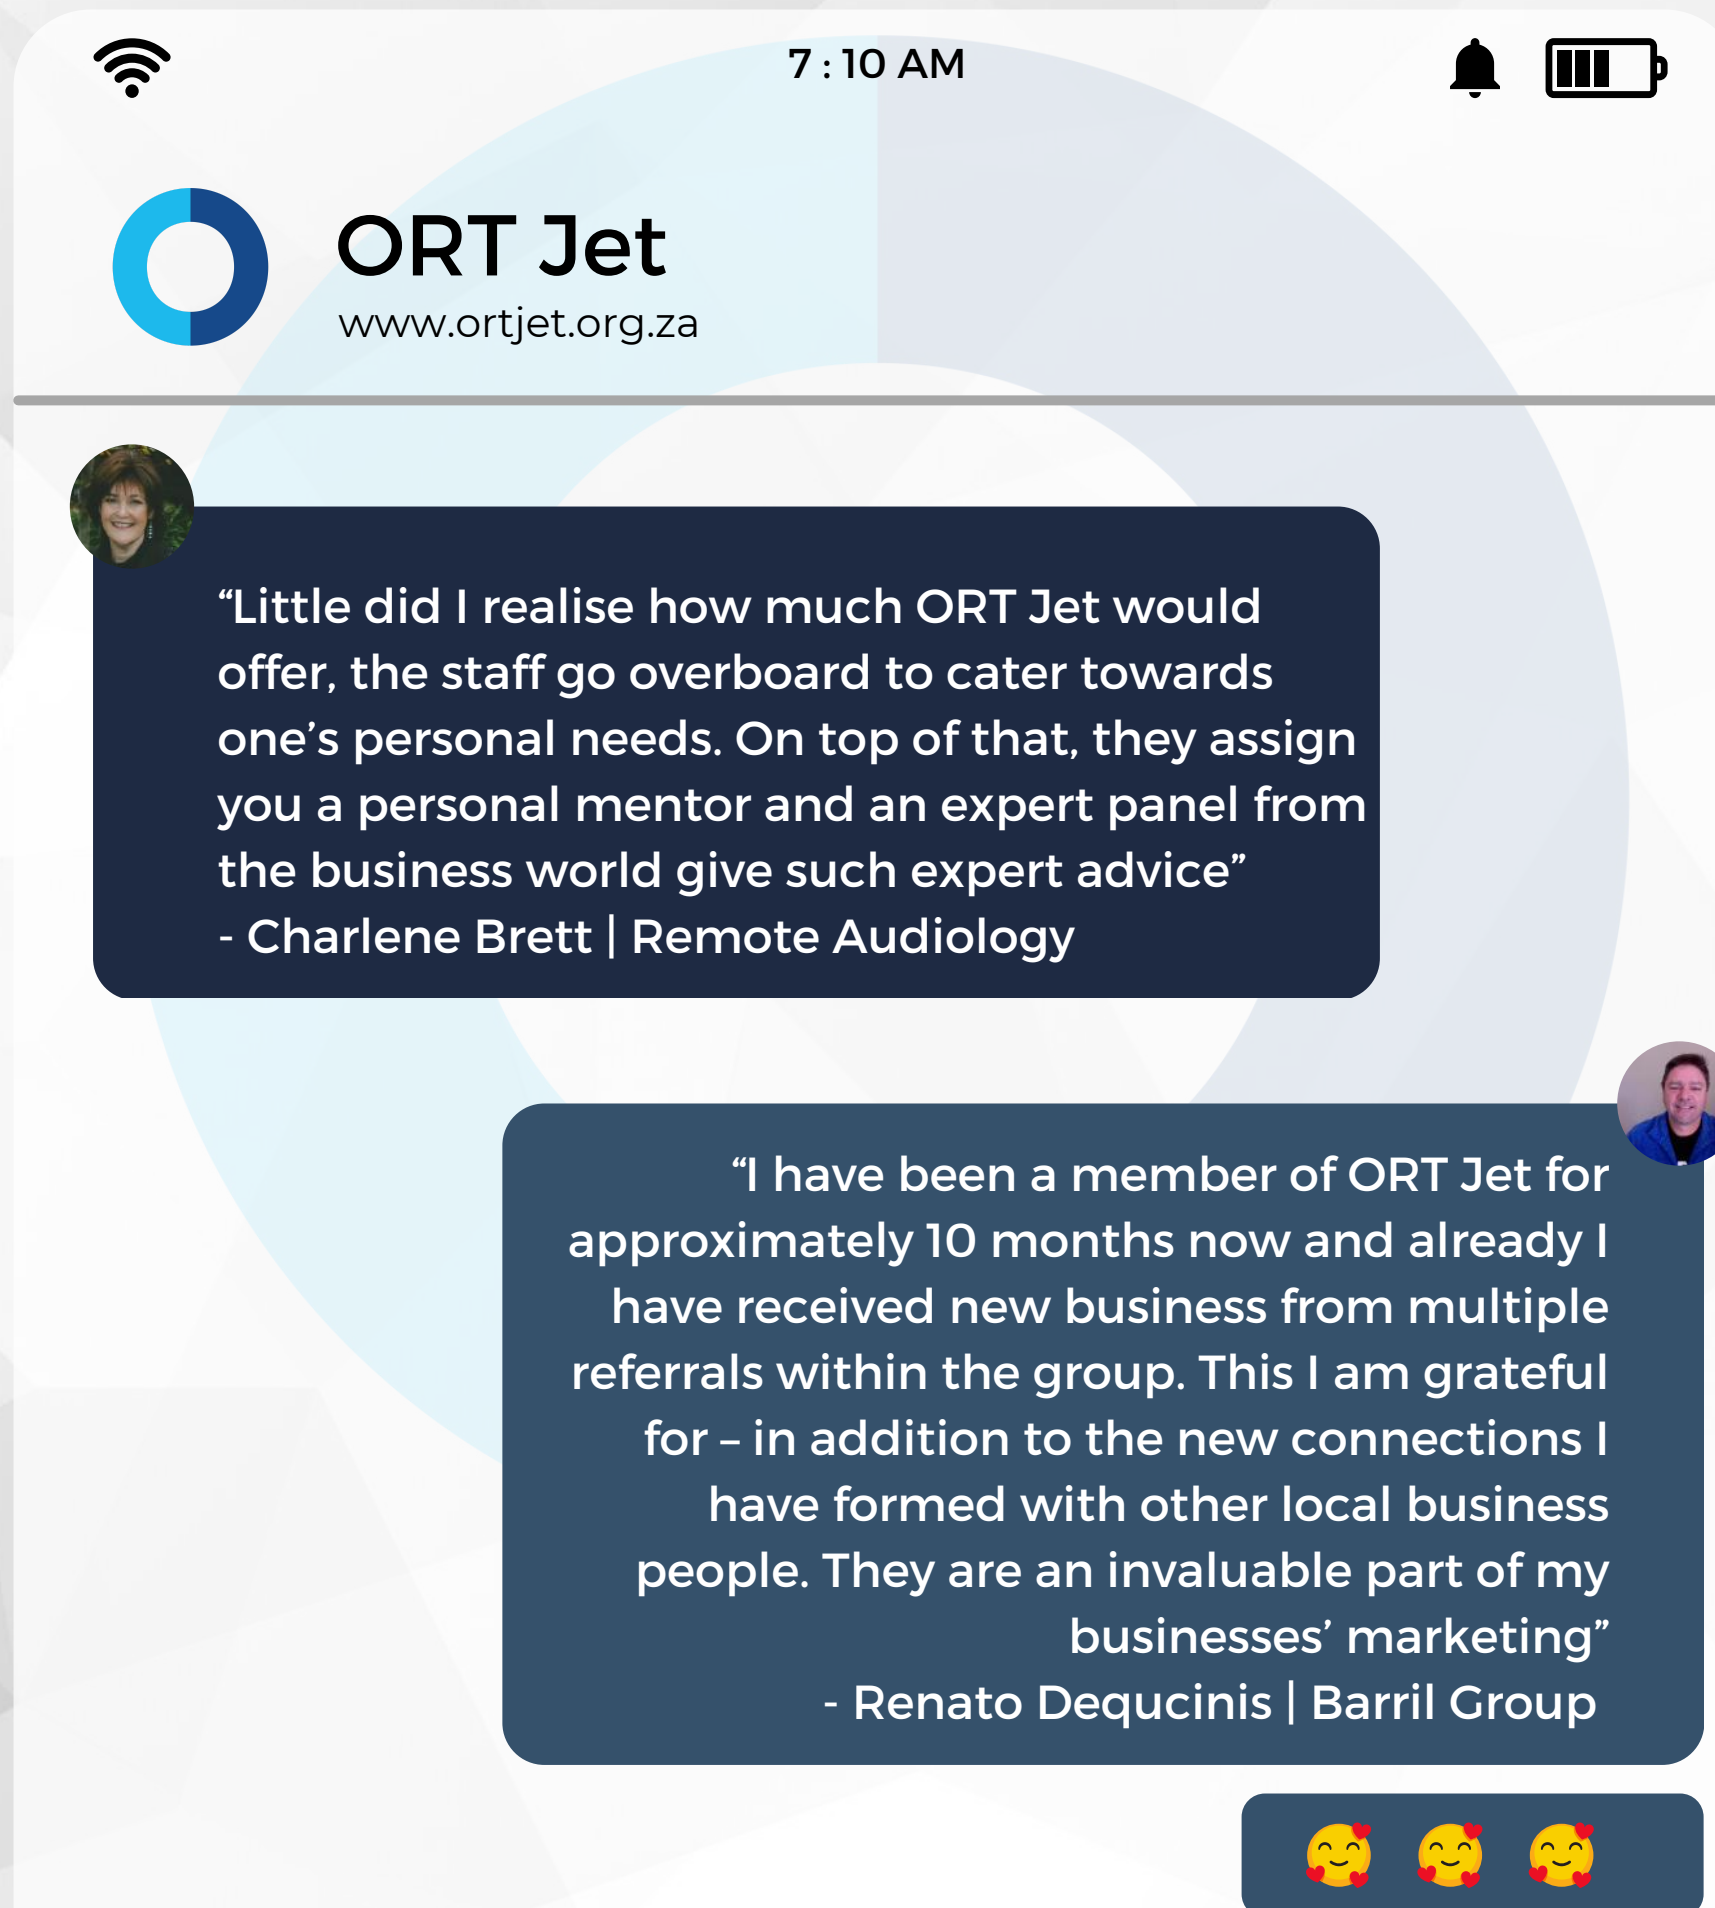 7 : 10 AM
ORT Jet
www.ortjet.org.za
“Little did I realise how much ORT Jet would
offer, the staff go overboard to cater towards
one’s personal needs. On top of that, they assign
you a personal mentor and an expert panel from
the business world give such expert advice”
- Charlene Brett | Remote Audiology
“I have been a member of ORT Jet for
approximately 10 months now and already I
have received new business from multiple
referrals within the group. This I am grateful
for – in addition to the new connections I
have formed with other local business
people. They are an invaluable part of my
businesses’ marketing”
- Renato Dequcinis | Barril Group